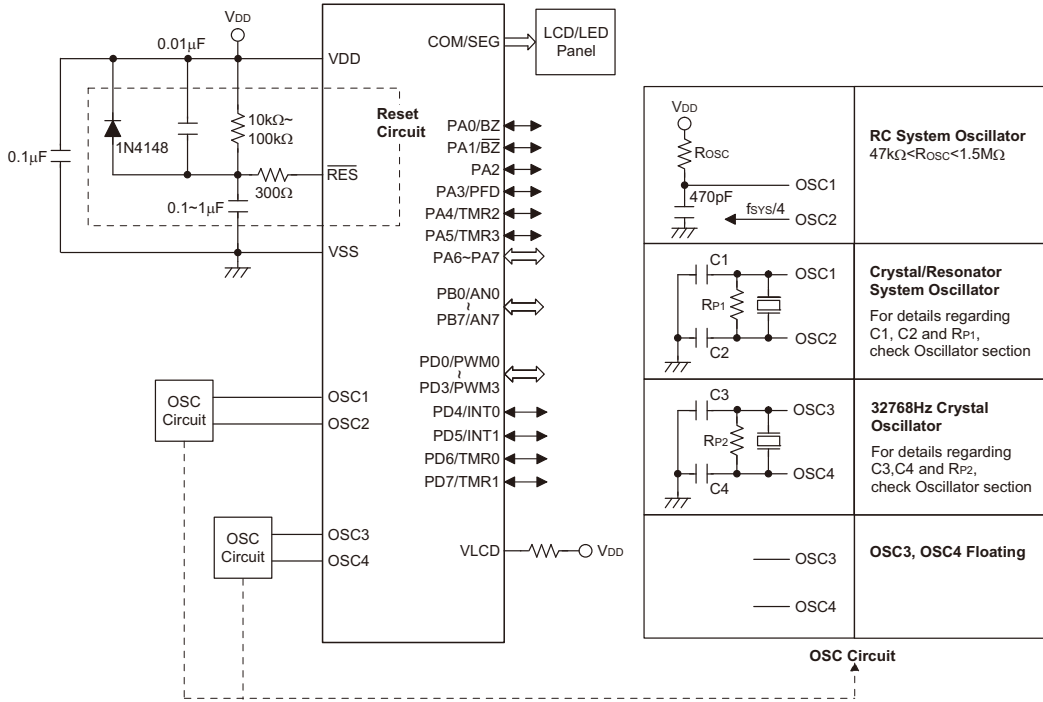 VDD
0.01μF
VDD
COM/SEG
LCD/LED
Panel
Reset
Circuit
10kΩ~
100kΩ
1N4148
0.1μF
300Ω
RES
0.1~1μF
VSS
PA0/BZ
PA1/BZ
PA2
PA3/PFD
PA4/TMR2
PA5/TMR3
PA6~PA7
PB0/AN0
~
PB7/AN7
PD0/PWM0
~
PD3/PWM3
PD4/INT0
PD5/INT1
PD6/TMR0
PD7/TMR1
VLCD
VDD
OSC
Circuit
OSC1
OSC2
OSC
Circuit
OSC3
OSC4
VDD
ROSC
470pF
OSC1
fSYS/4
OSC2
RC System Oscillator
47kΩ<ROSC<1.5MΩ
C1
RP1
C2
OSC1
OSC2
Crystal/Resonator
System Oscillator
For details regarding
C1, C2 and RP1,
check Oscillator section
C3
RP2
C4
OSC3
OSC4
32768Hz Crystal
Oscillator
For details regarding
C3,C4 and RP2,
check Oscillator section
OSC3
OSC4
OSC3, OSC4 Floating
OSC Circuit